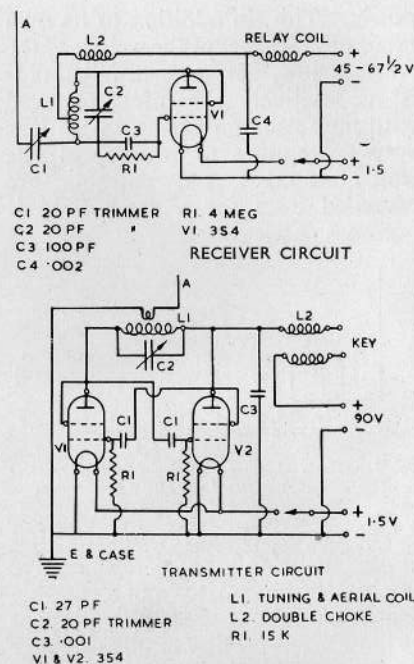 A
L2
RELAY COIL
+
45-67 1/2 V
-
L1
C2
V1
C3
R1
C4
C1
+
1·5
-
C1 20 PF TRIMMER
C2 20 PF "
C3 100 PF
C4 ·002
R1. 4 MEG
V1. 3S4
RECEIVER CIRCUIT
A
L1
L2
C2
KEY
C3
+
90V
-
V1
C1
C1
V2
R1
R1
+
1·5V
-
E & CASE
TRANSMITTER CIRCUIT
C1. 27 PF
C2. 20 PF TRIMMER
C3. ·001
V1 & V2. 3S4
L1. TUNING & AERIAL COIL
L2. DOUBLE CHOKE
R1. 15 K